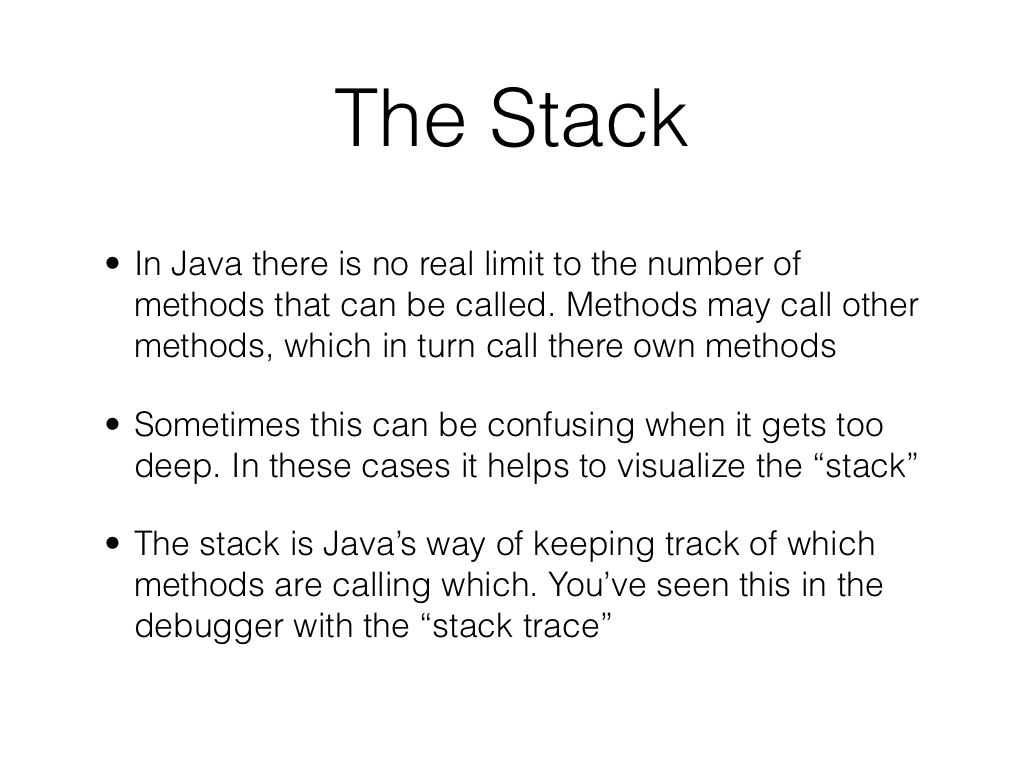 The Stack
• In Java there is no real limit to the number of
methods that can be called. Methods may call other
methods, which in turn call there own methods
• Sometimes this can be confusing when it gets too
deep. In these cases it helps to visualize the “stack”
• The stack is Java’s way of keeping track of which
methods are calling which. You’ve seen this in the
debugger with the “stack trace”